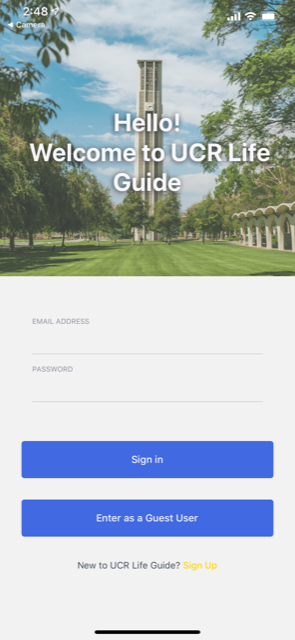 2:48
Camera
Hello!
Welcome to UCR Life
Guide
EMAIL ADDRESS
PASSWORD
Sign in
Enter as a Guest User
New to UCR Life Guide? Sign Up